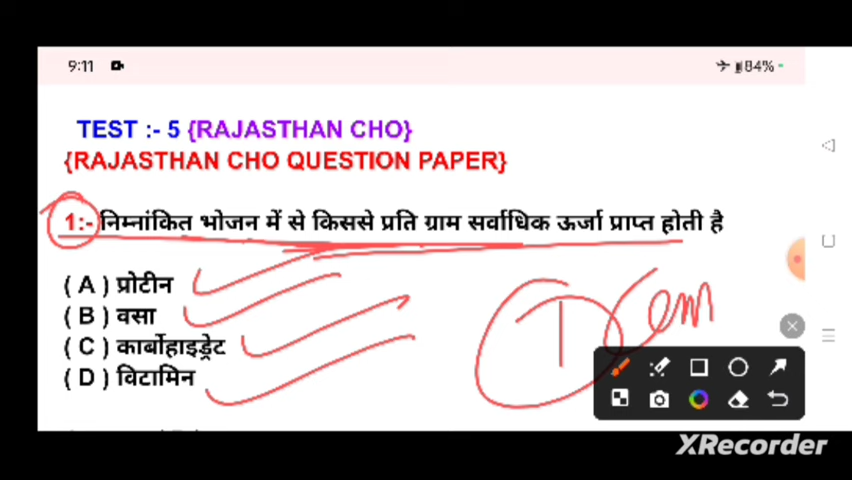 9:11
84%
TEST :- 5 {RAJASTHAN CHO}
{RAJASTHAN CHO QUESTION PAPER}
1:- निम्नांकित भोजन में से किससे प्रति ग्राम सर्वाधिक ऊर्जा प्राप्त होती है
( A ) प्रोटीन
( B ) वसा
( C ) कार्बोहाइड्रेट
( D ) विटामिन
XRecorder